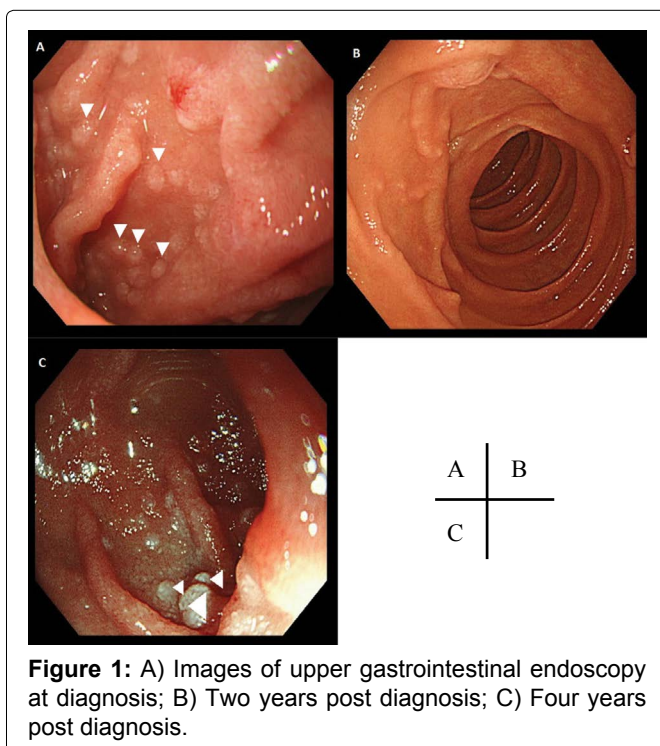 A
B
C
A B
C
Figure 1: A) Images of upper gastrointestinal endoscopy
at diagnosis; B) Two years post diagnosis; C) Four years
post diagnosis.